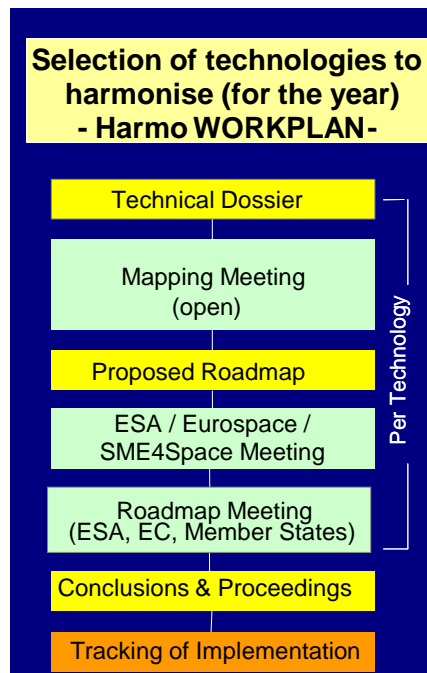 Selection of technologies to
harmonise (for the year)
- Harmo WORKPLAN-
Technical Dossier
Mapping Meeting
(open)
Proposed Roadmap
ESA / Eurospace /
SME4Space Meeting
Roadmap Meeting
(ESA, EC, Member States)
Conclusions & Proceedings
Tracking of Implementation
Per Technology